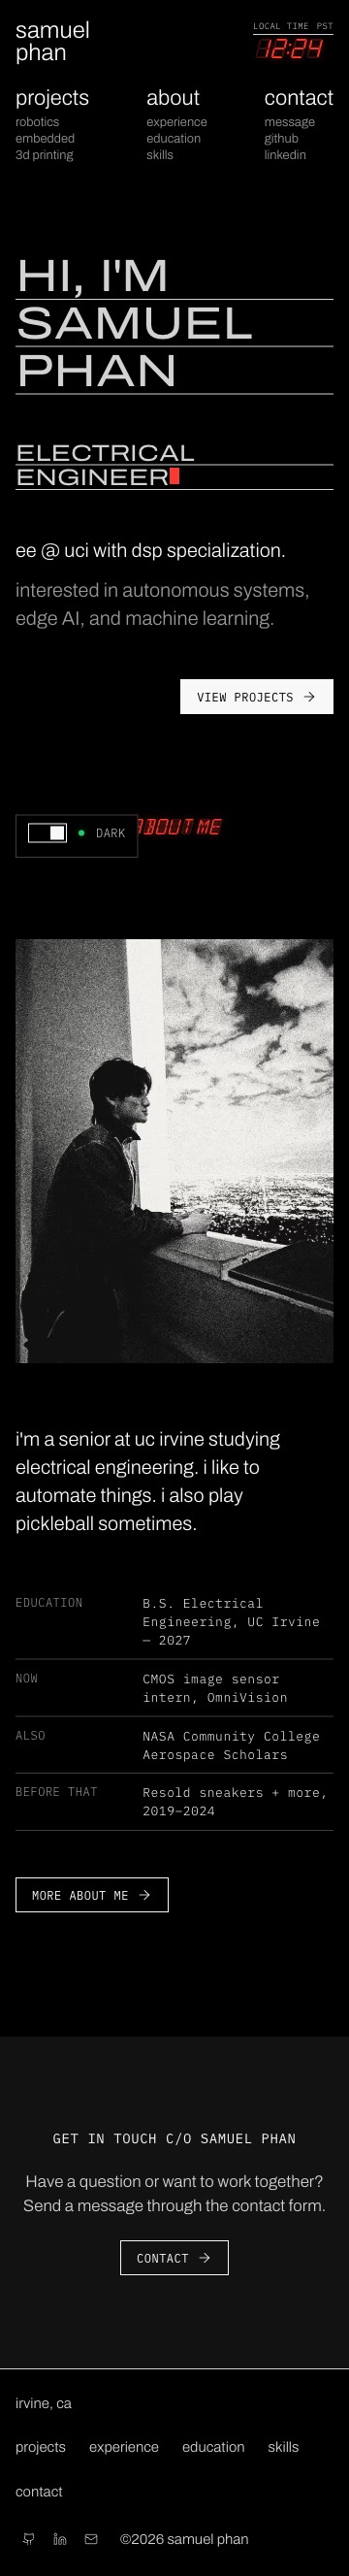 samuel
phan
LOCAL TIME PST
12:24
projects
about
contact
robotics
experience
message
embedded
education
github
3d printing
skills
linkedin
HI, I'M
SAMUEL
PHAN
ELECTRICAL
ENGINEER
ee @ uci with dsp specialization.
interested in autonomous systems,
edge AI, and machine learning.
VIEW PROJECTS
DARK
ABOUT ME
i'm a senior at uc irvine studying
electrical engineering. i like to
automate things. i also play
pickleball sometimes.
EDUCATION
B.S. Electrical
Engineering, UC Irvine
— 2027
NOW
CMOS image sensor
intern, OmniVision
ALSO
NASA Community College
Aerospace Scholars
BEFORE THAT
Resold sneakers + more,
2019–2024
MORE ABOUT ME
GET IN TOUCH C/O SAMUEL PHAN
Have a question or want to work together?
Send a message through the contact form.
CONTACT
irvine, ca
projects experience education skills
contact
©2026 samuel phan